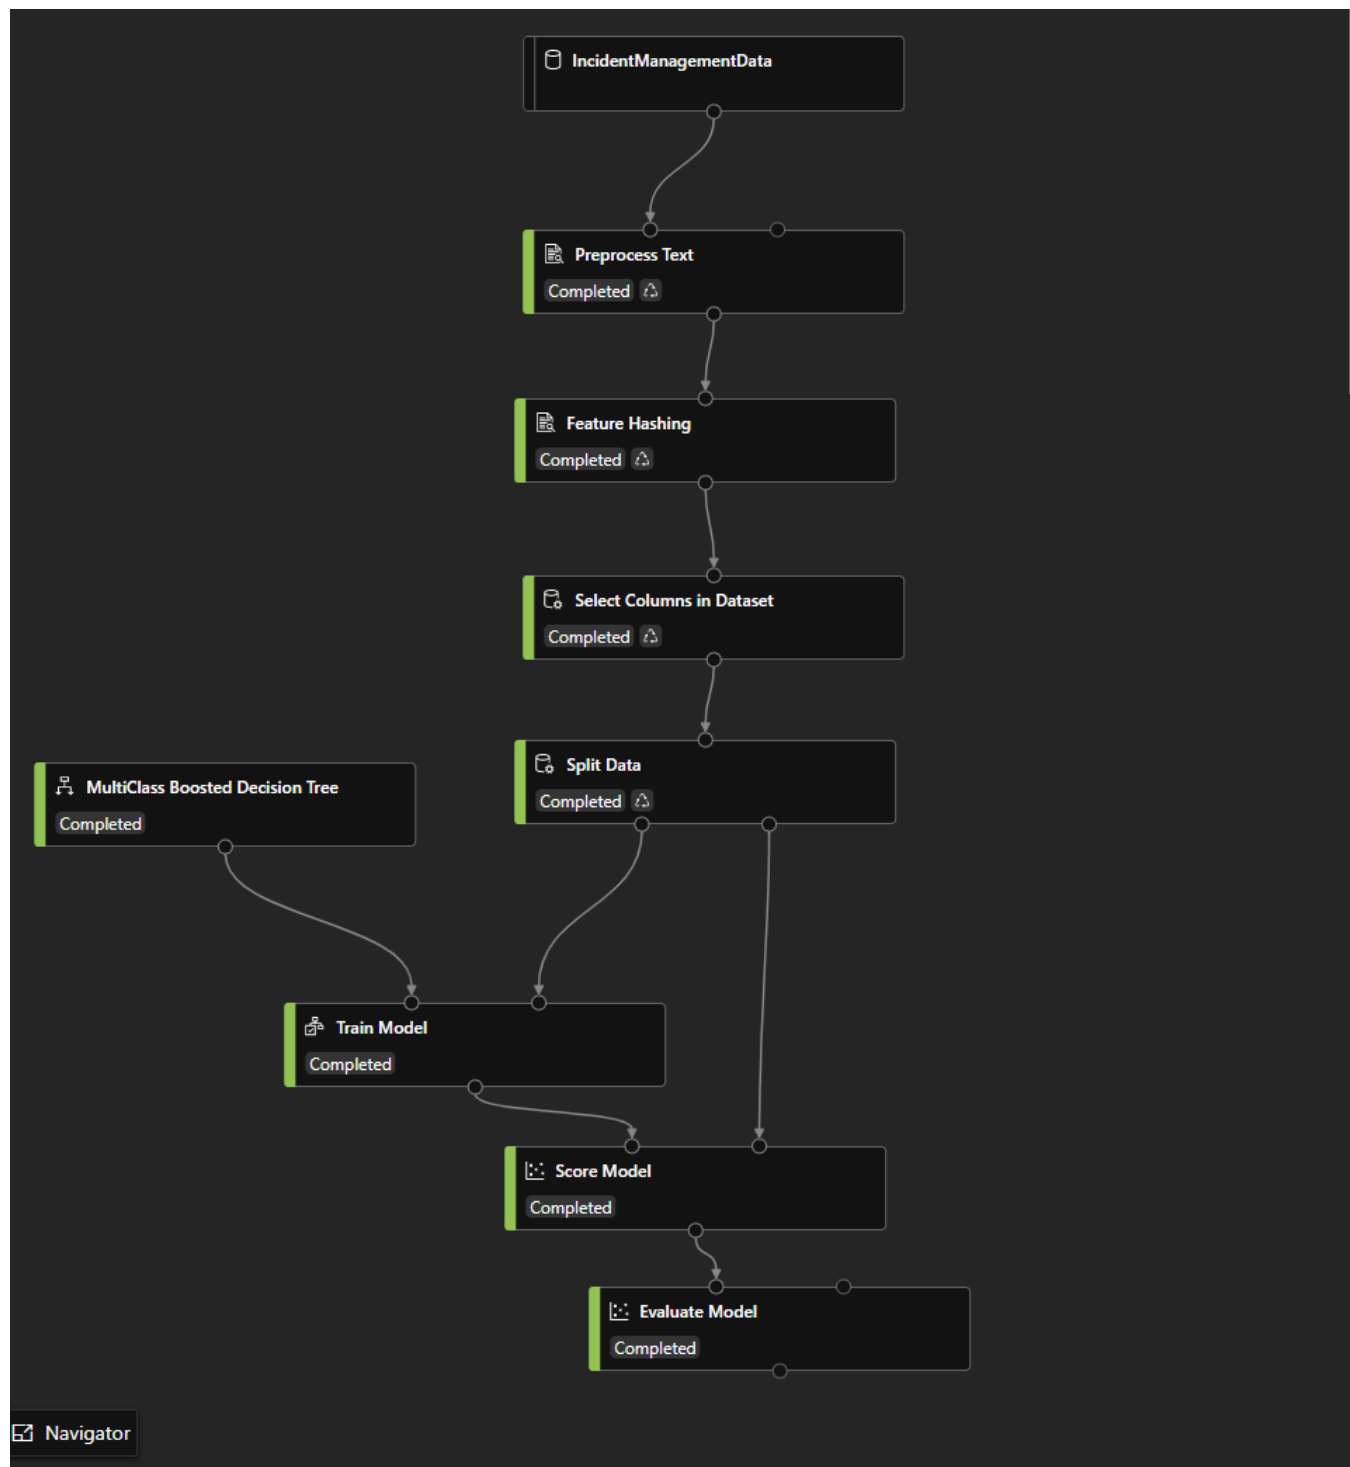 IncidentManagementData
Preprocess Text
Completed
Feature Hashing
Completed
Select Columns in Dataset
Completed
Split Data
Completed
MultiClass Boosted Decision Tree
Completed
Train Model
Completed
Score Model
Completed
Evaluate Model
Completed
Navigator